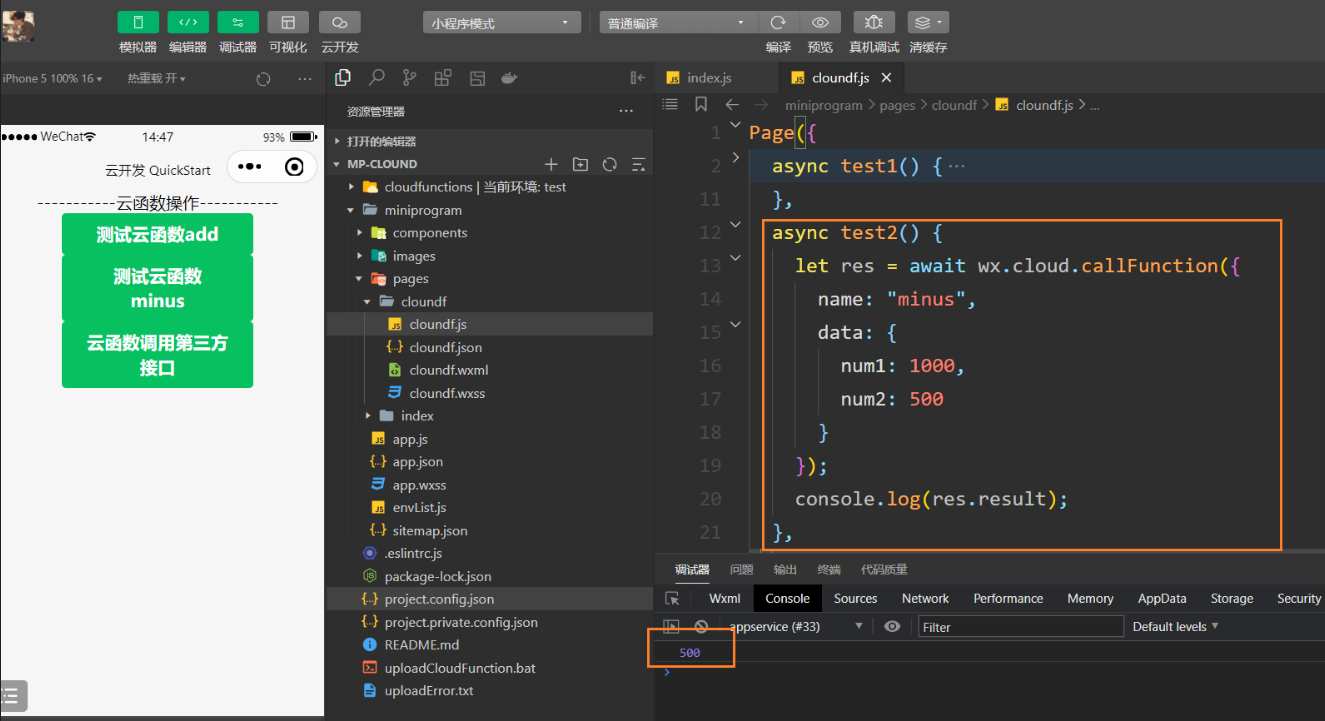 模拟器 编辑器 调试器 可视化 云开发
小程序模式 普通编译
编译 预览 真机调试 清缓存
iPhone 5 100% 16 热重载 开
WeChat 14:47 93%
云开发 QuickStart
-----------云函数操作-----------
测试云函数add
测试云函数
minus
云函数调用第三方
接口
资源管理器
打开的编辑器
MP-CLOUND
cloudfunctions | 当前环境: test
miniprogram
components
images
pages
cloundf
cloundf.js
cloundf.json
cloundf.wxml
cloundf.wxss
index
app.js
app.json
app.wxss
envList.js
sitemap.json
.eslintrc.js
package-lock.json
project.config.json
project.private.config.json
README.md
uploadCloudFunction.bat
uploadError.txt
index.js cloundf.js
miniprogram > pages > cloundf > cloundf.js > ...
1 Page({
2 async test1() { ···
11 },
12 async test2() {
13 let res = await wx.cloud.callFunction({
14 name: "minus",
15 data: {
16 num1: 1000,
17 num2: 500
18 }
19 });
20 console.log(res.result);
21 },
调试器 问题 输出 终端 代码质量
Wxml Console Sources Network Performance Memory AppData Storage Security
appservice (#33) Filter Default levels
500